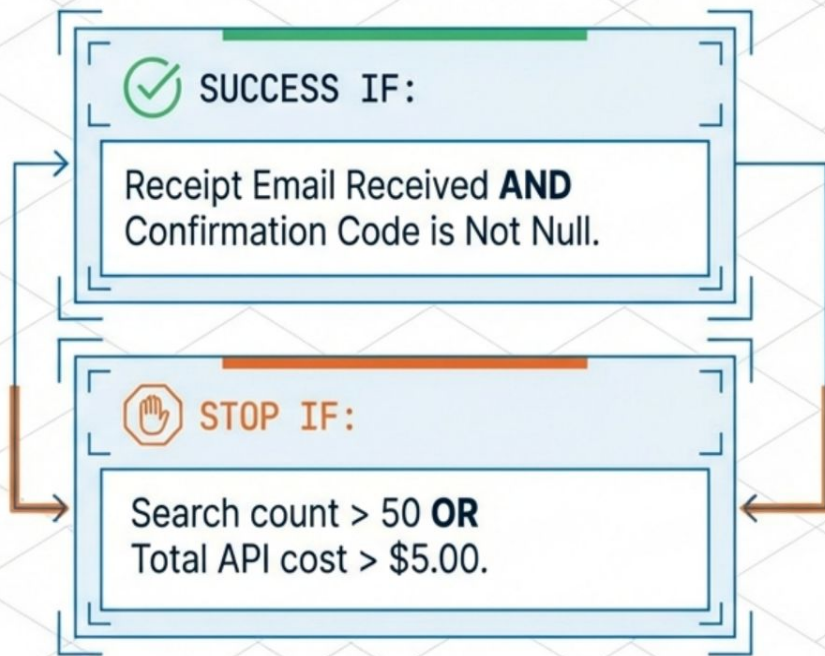 SUCCESS IF:
Receipt Email Received AND
Confirmation Code is Not Null.
STOP IF:
Search count > 50 OR
Total API cost > $5.00.